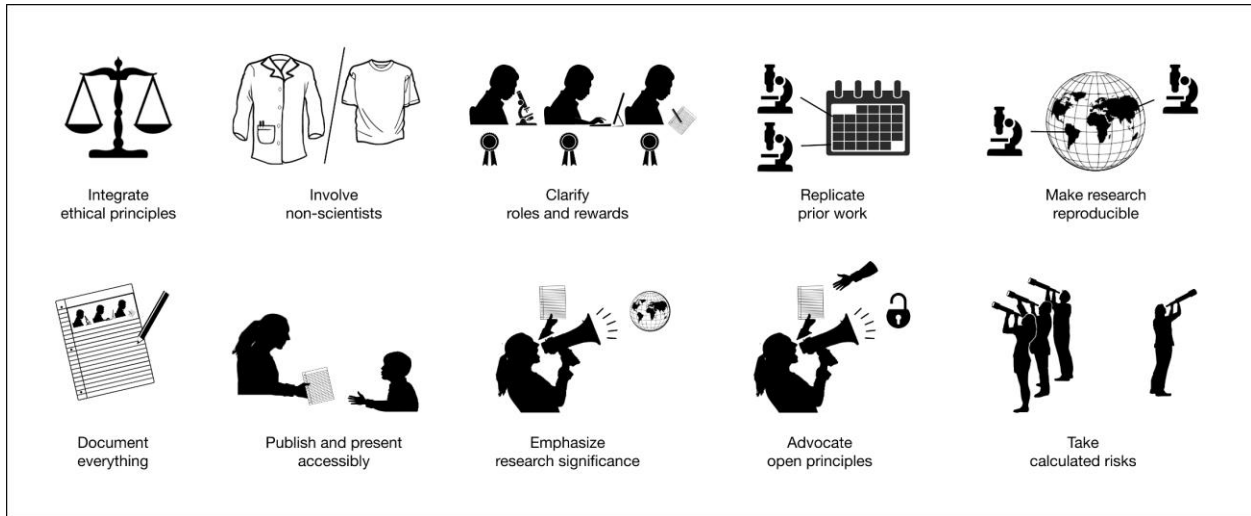 Integrate
ethical principles
Involve
non-scientists
Clarify
roles and rewards
Replicate
prior work
Make research
reproducible
Document
everything
Publish and present
accessibly
Emphasize
research significance
Advocate
open principles
Take
calculated risks